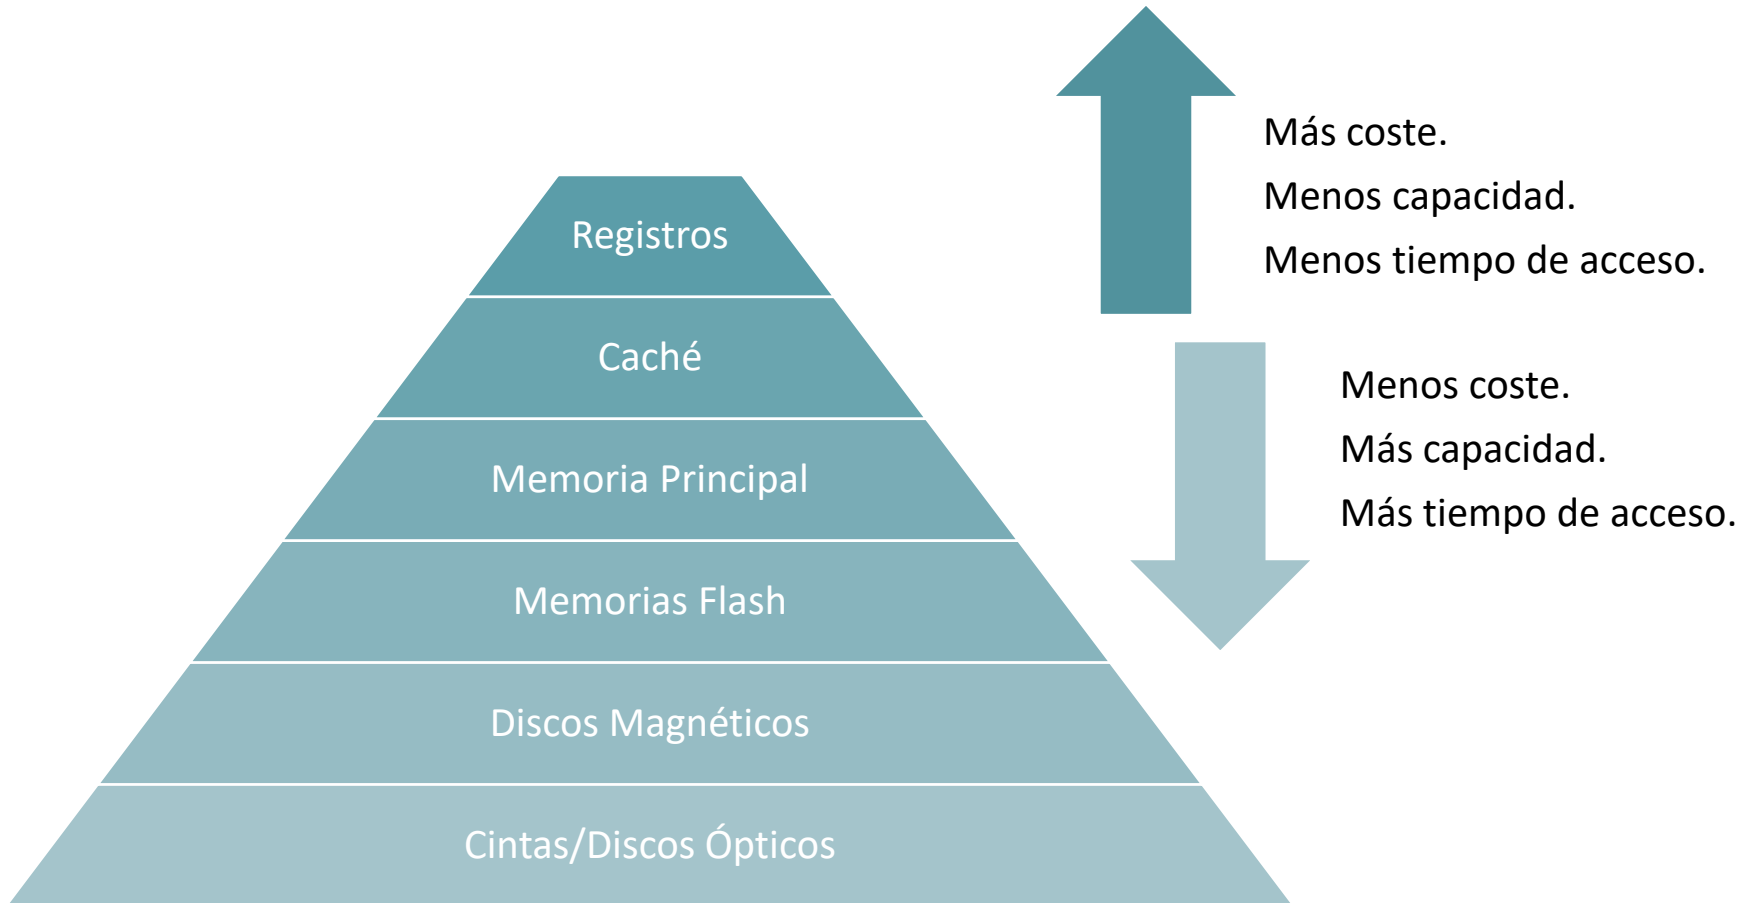 Más coste.
Menos capacidad.
Menos tiempo de acceso.
Registros
Caché
Menos coste.
Más capacidad.
Más tiempo de acceso.
Memoria Principal
Memorias Flash
Discos Magnéticos
Cintas/Discos Ópticos